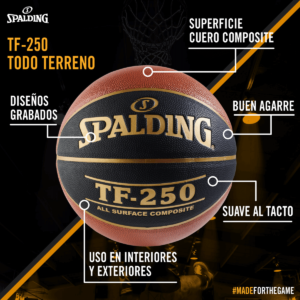 SPALDING
TF-250
TODO TERRENO
SUPERFICIE
CUERO COMPOSITE
DISEÑOS
GRABADOS
BUEN AGARRE
SPALDING
TF-250
ALL SURFACE COMPOSITE
SUAVE AL TACTO
USO EN INTERIORES
Y EXTERIORES
#MADEFORTHEGAME